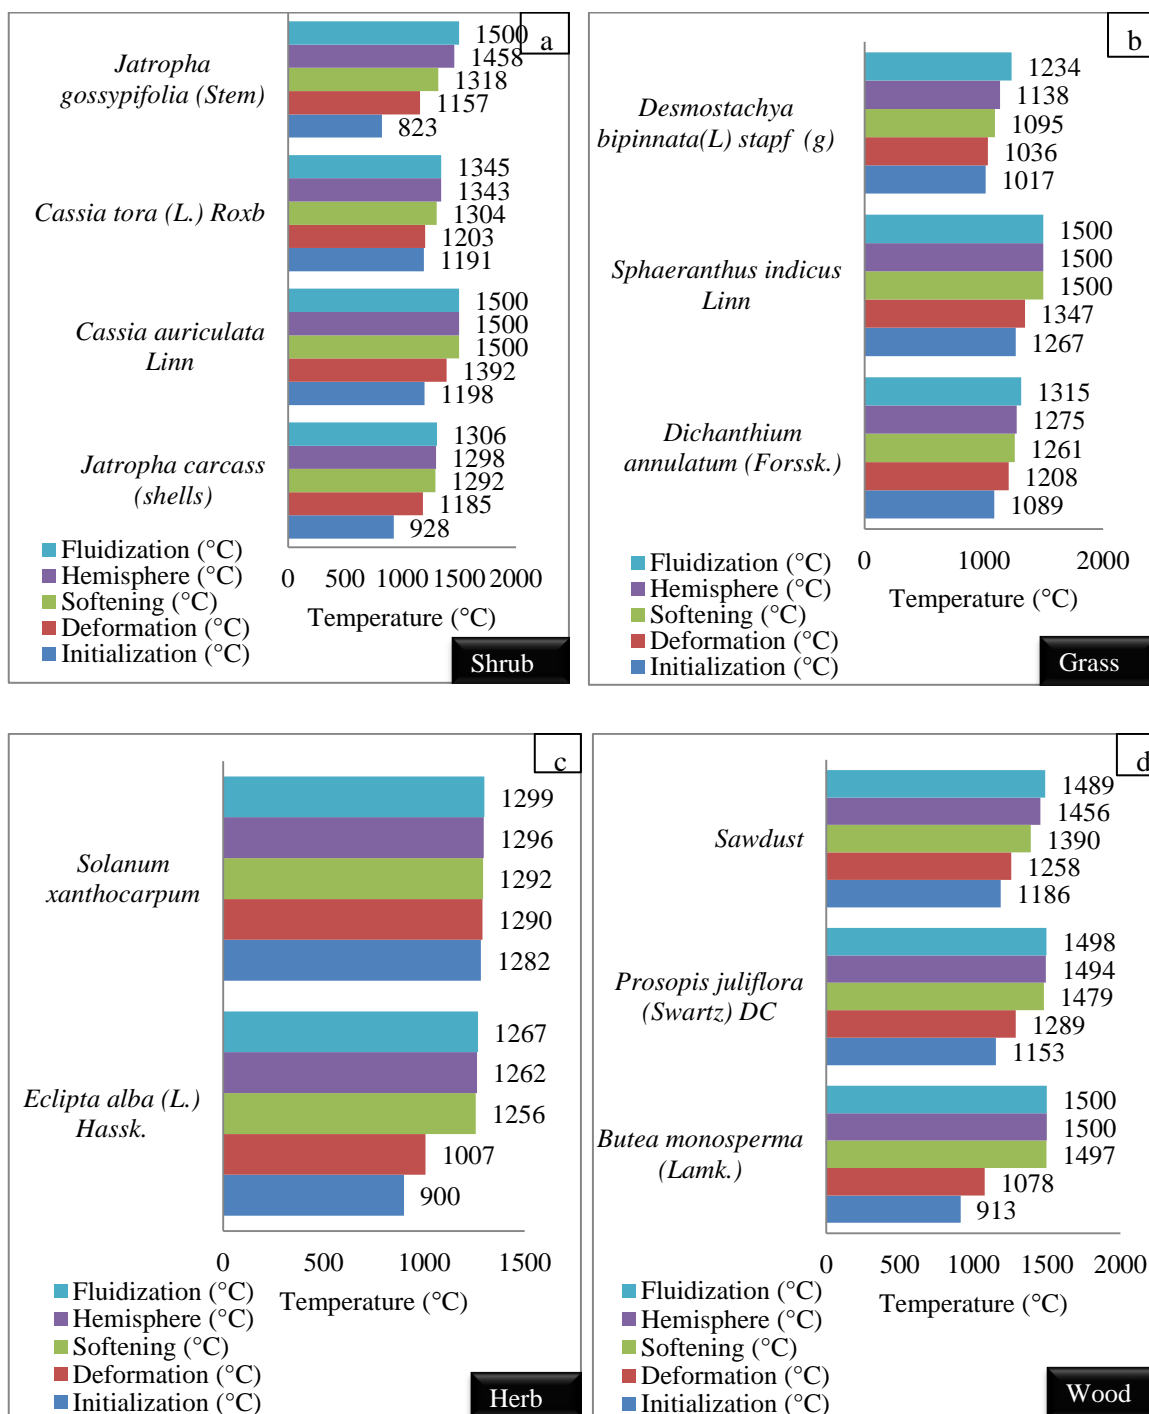 a
Jatropha
gossypifolia (Stem)
1500
1458
1318
1157
823
Cassia tora (L.) Roxb
1345
1343
1304
1203
1191
Cassia auriculata
Linn
1500
1500
1500
1392
1198
Jatropha carcass
(shells)
1306
1298
1292
1185
928
0 500 1000 1500 2000
Temperature (°C)
Fluidization (°C)
Hemisphere (°C)
Softening (°C)
Deformation (°C)
Initialization (°C)
Shrub
b
Desmostachya
bipinnata(L) stapf (g)
1234
1138
1095
1036
1017
Sphaeranthus indicus
Linn
1500
1500
1500
1347
1267
Dichanthium
annulatum (Forssk.)
1315
1275
1261
1208
1089
0 1000 2000
Temperature (°C)
Fluidization (°C)
Hemisphere (°C)
Softening (°C)
Deformation (°C)
Initialization (°C)
Grass
c
Solanum
xanthocarpum
1299
1296
1292
1290
1282
Eclipta alba (L.)
Hassk.
1267
1262
1256
1007
900
0 500 1000 1500
Temperature (°C)
Fluidization (°C)
Hemisphere (°C)
Softening (°C)
Deformation (°C)
Initialization (°C)
Herb
d
Sawdust
1489
1456
1390
1258
1186
Prosopis juliflora
(Swartz) DC
1498
1494
1479
1289
1153
Butea monosperma
(Lamk.)
1500
1500
1497
1078
913
0 500 1000 1500 2000
Temperature (°C)
Fluidization (°C)
Hemisphere (°C)
Softening (°C)
Deformation (°C)
Initialization (°C)
Wood